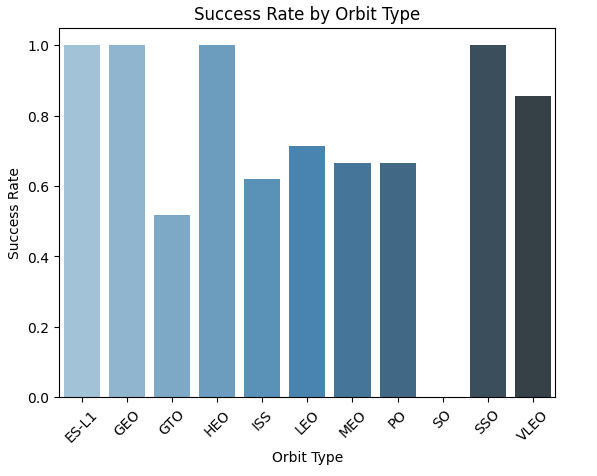 Success Rate by Orbit Type
Success Rate
1.0
0.8
0.6
0.4
0.2
0.0
ES-L1
GEO
GTO
HEO
ISS
LEO
MEO
PO
SO
SSO
VLEO
Orbit Type